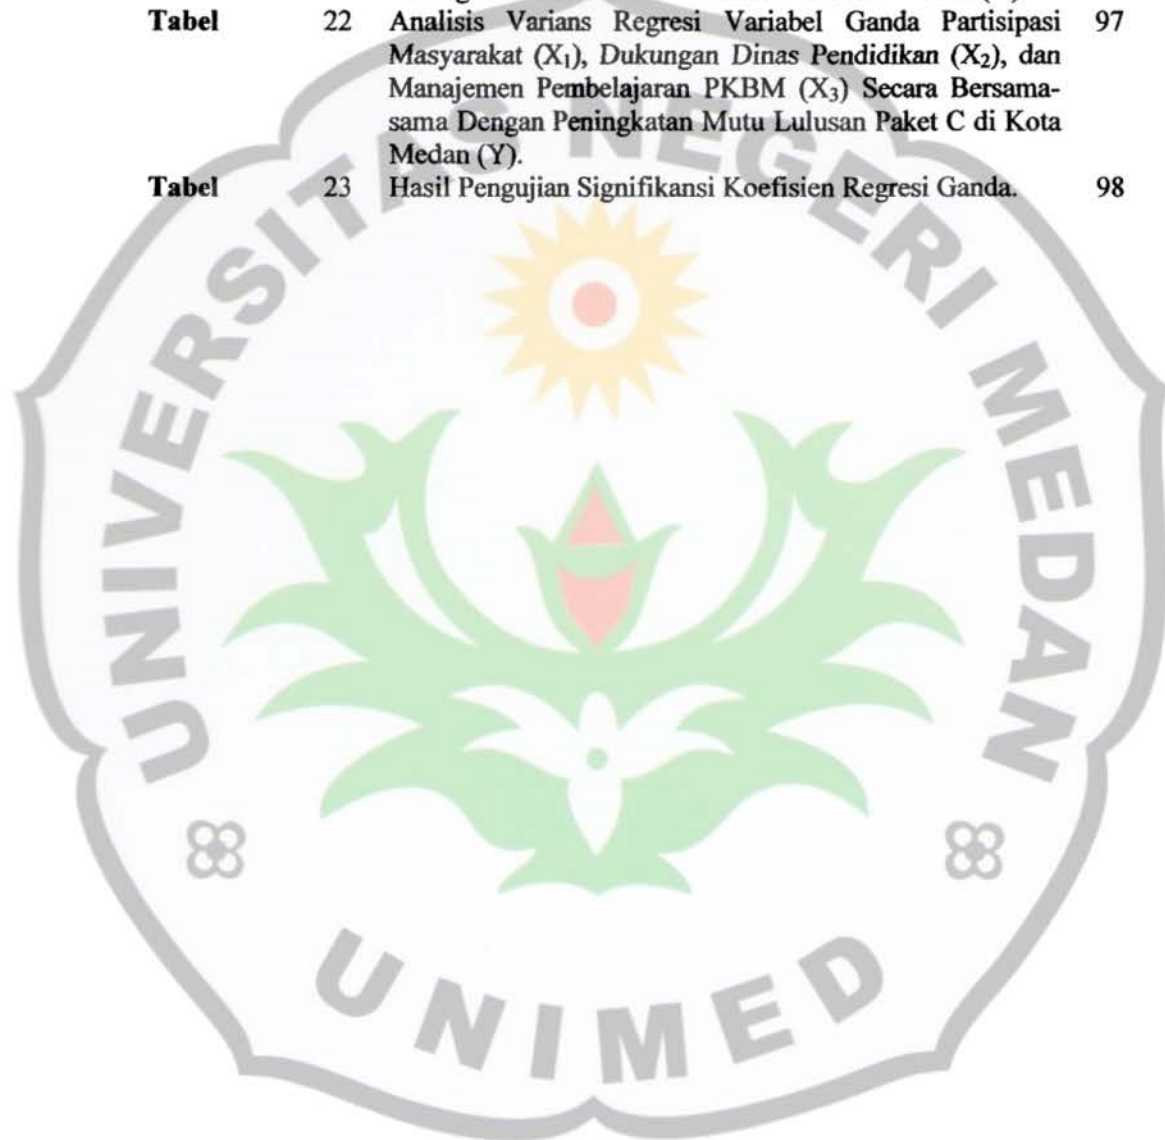 Tabel 22 Analisis Varians Regresi Variabel Ganda Partisipasi 97
Masyarakat (X₁), Dukungan Dinas Pendidikan (X₂), dan
Manajemen Pembelajaran PKBM (X₃) Secara Bersama-
sama Dengan Peningkatan Mutu Lulusan Paket C di Kota
Medan (Y).
Tabel 23 Hasil Pengujian Signifikansi Koefisien Regresi Ganda. 98
UNIVERSITAS NEGERI MEDAN
UNIMED